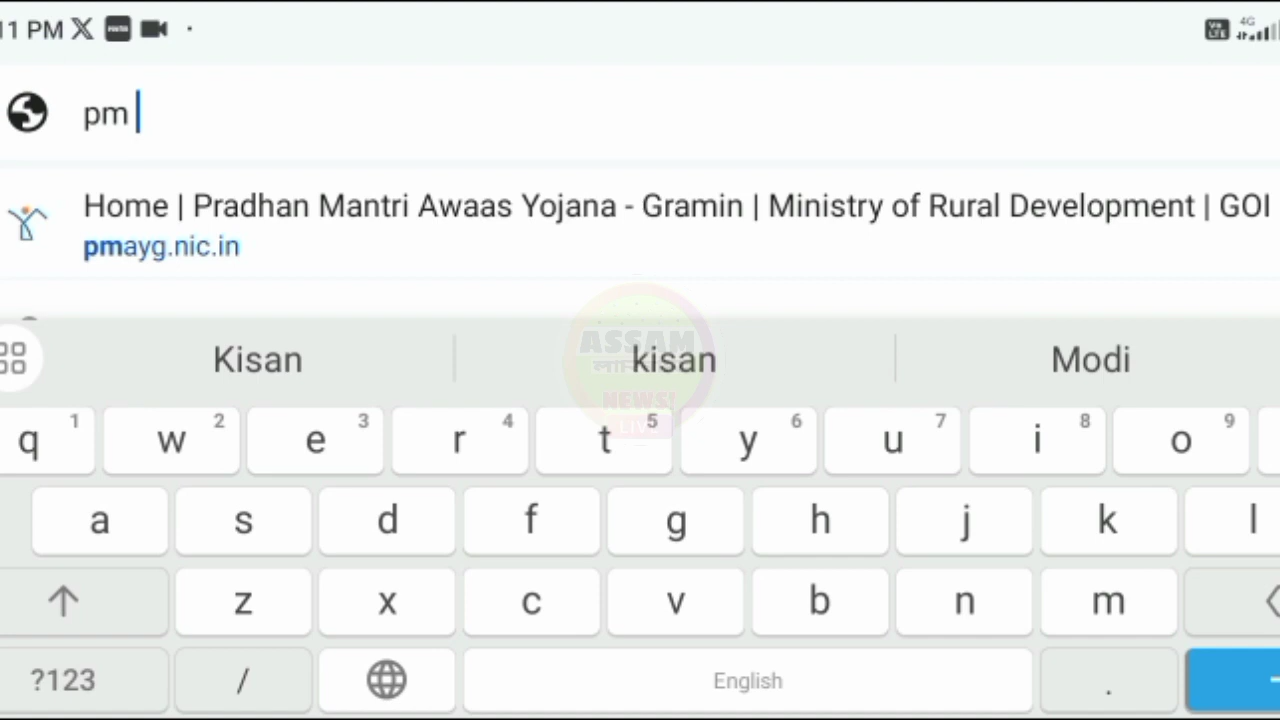 11 PM
4G
pm
Home | Pradhan Mantri Awaas Yojana - Gramin | Ministry of Rural Development | GOI
pmayg.nic.in
Kisan kisan Modi
ASSAM
NEWS!
LIVE
q 1 w 2 e 3 r 4 t 5 y 6 u 7 i 8 o 9
a s d f g h j k l
z x c v b n m
?123 / English .